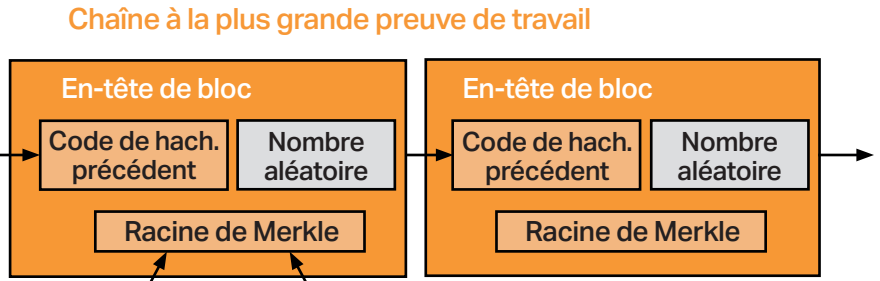 Chaîne à la plus grande preuve de travail
En-tête de bloc
Code de hach.
précédent
Nombre
aléatoire
Racine de Merkle
En-tête de bloc
Code de hach.
précédent
Nombre
aléatoire
Racine de Merkle